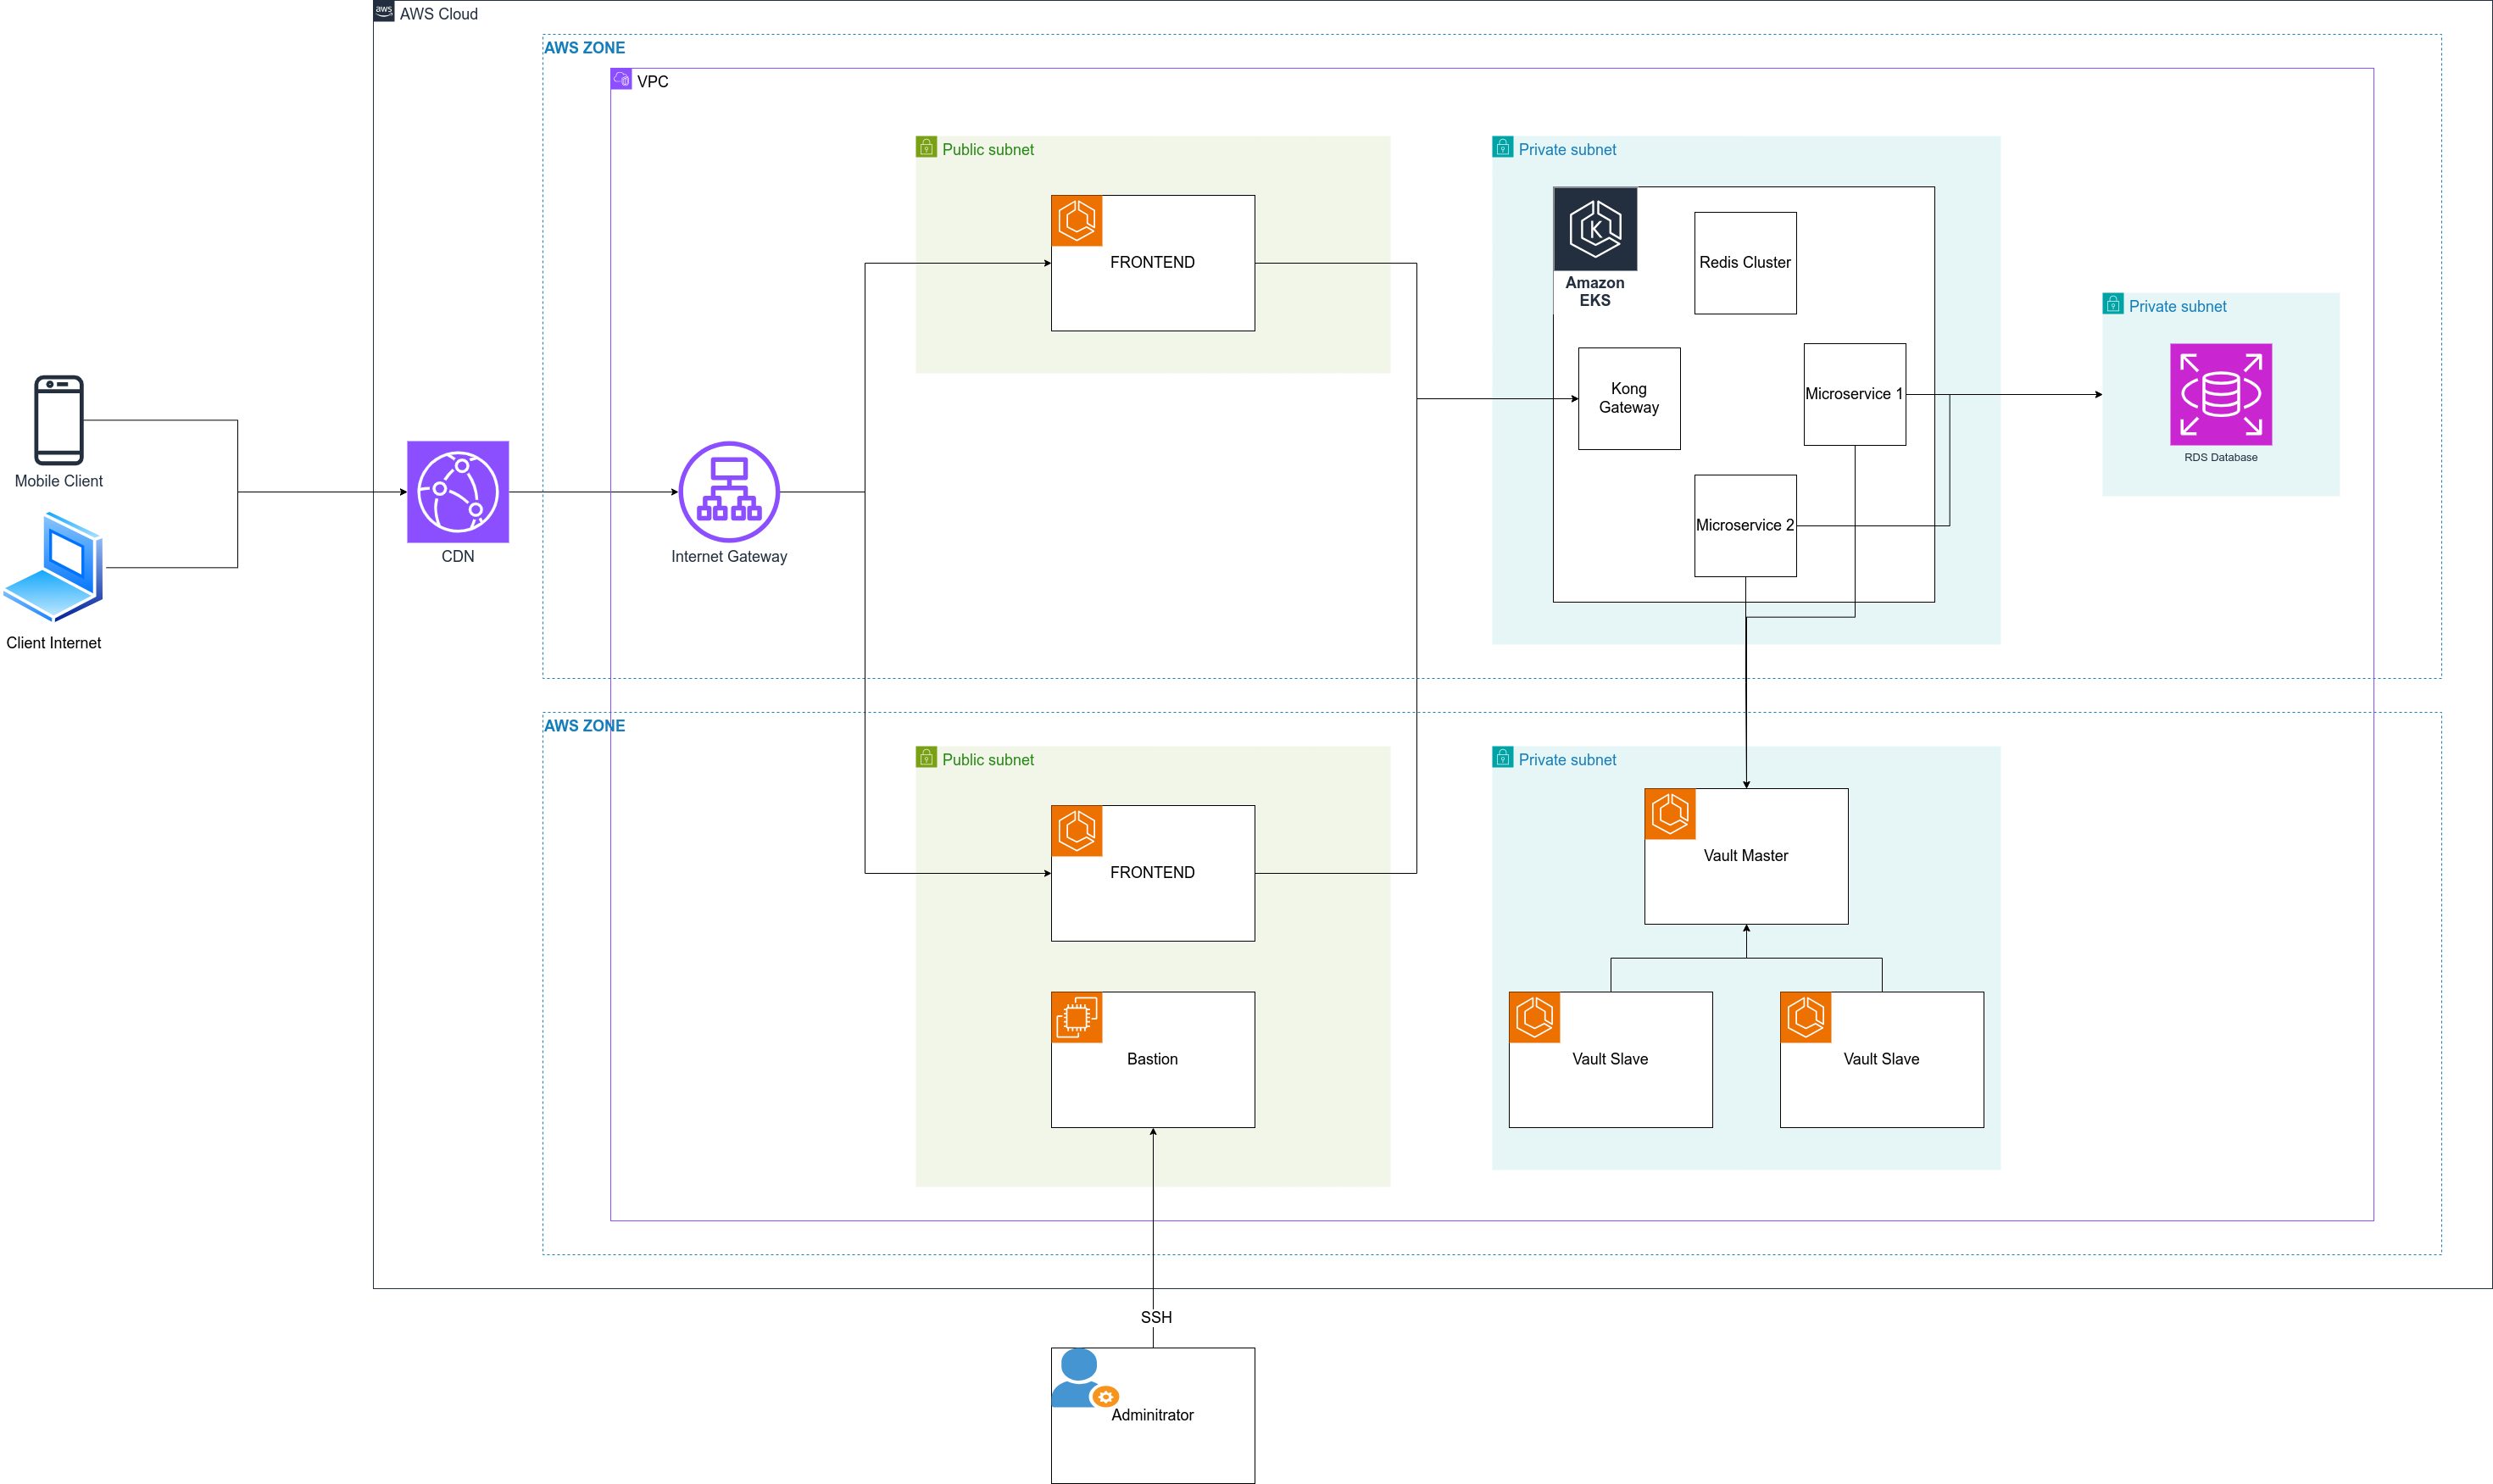 aws
AWS Cloud
AWS ZONE
VPC
Public subnet
FRONTEND
Private subnet
K
Amazon
EKS
Redis Cluster
Kong
Gateway
Microservice 1
Microservice 2
Private subnet
RDS Database
Mobile Client
Client Internet
CDN
Internet Gateway
AWS ZONE
Public subnet
FRONTEND
Bastion
Private subnet
Vault Master
Vault Slave
Vault Slave
SSH
Adminitrator